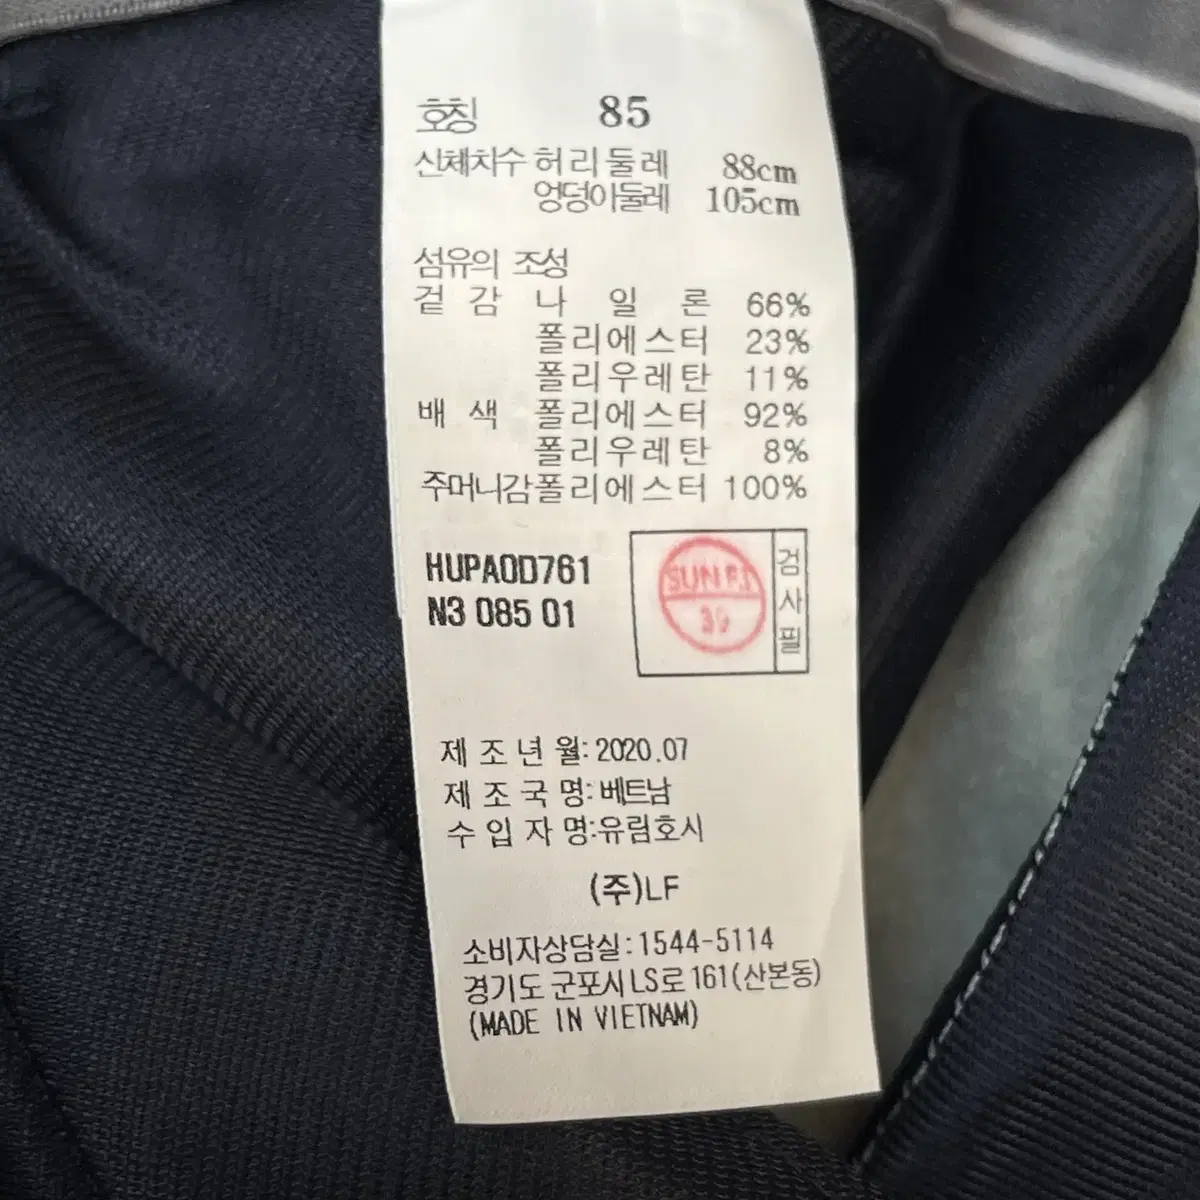 호칭 85
신체치수 허리둘레 88cm
엉덩이둘레 105cm
섬유의 조성
겉감 나일론 66%
폴리에스터 23%
폴리우레탄 11%
배색 폴리에스터 92%
폴리우레탄 8%
주머니감 폴리에스터 100%
HUPA0D761
N3 085 01
SUN F.I
39
검사필
제조년월: 2020.07
제조국명: 베트남
수입자명:유림호시
(주)LF
소비자상담실:1544-5114
경기도 군포시 LS로 161(산본동)
(MADE IN VIETNAM)